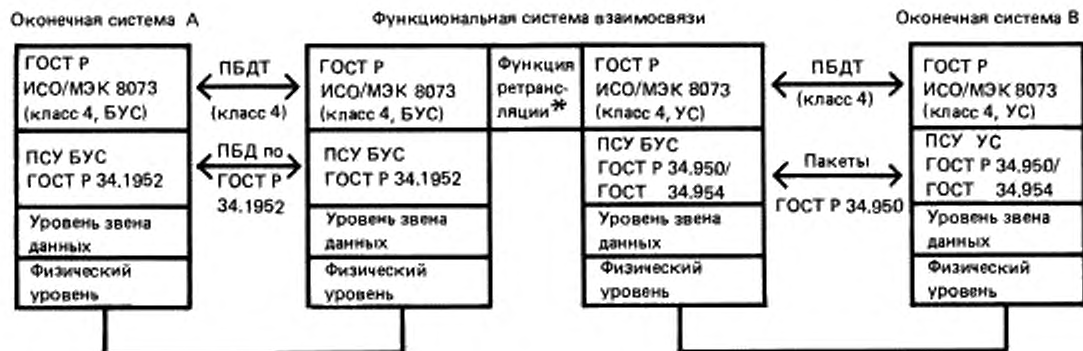 Оконечная система А
Функциональная система взаимосвязи
Оконечная система В
ГОСТ Р
ИСО/МЭК 8073
(класс 4, БУС)
ПСУ БУС
ГОСТ Р 34.1952
Уровень звена
данных
Физический
уровень
ПБДТ
(класс 4)
ПБД по
ГОСТ Р
34.1952
ГОСТ Р
ИСО/МЭК 8073
(класс 4, БУС)
ПСУ БУС
ГОСТ Р 34.1952
Уровень звена
данных
Физический
уровень
Функция
ретранс-
ляции*
ГОСТ Р
ИСО/МЭК 8073
(класс 4, УС)
ПСУ БУС
ГОСТ Р 34.950/
ГОСТ 34.954
Уровень звена
данных
Физический
уровень
ПБДТ
(класс 4)
Пакеты
ГОСТ Р 34.950
ГОСТ Р
ИСО/МЭК 8073
(класс 4, УС)
ПСУ УС
ГОСТ Р 34.950/
ГОСТ 34.954
Уровень звена
данных
Физический
уровень